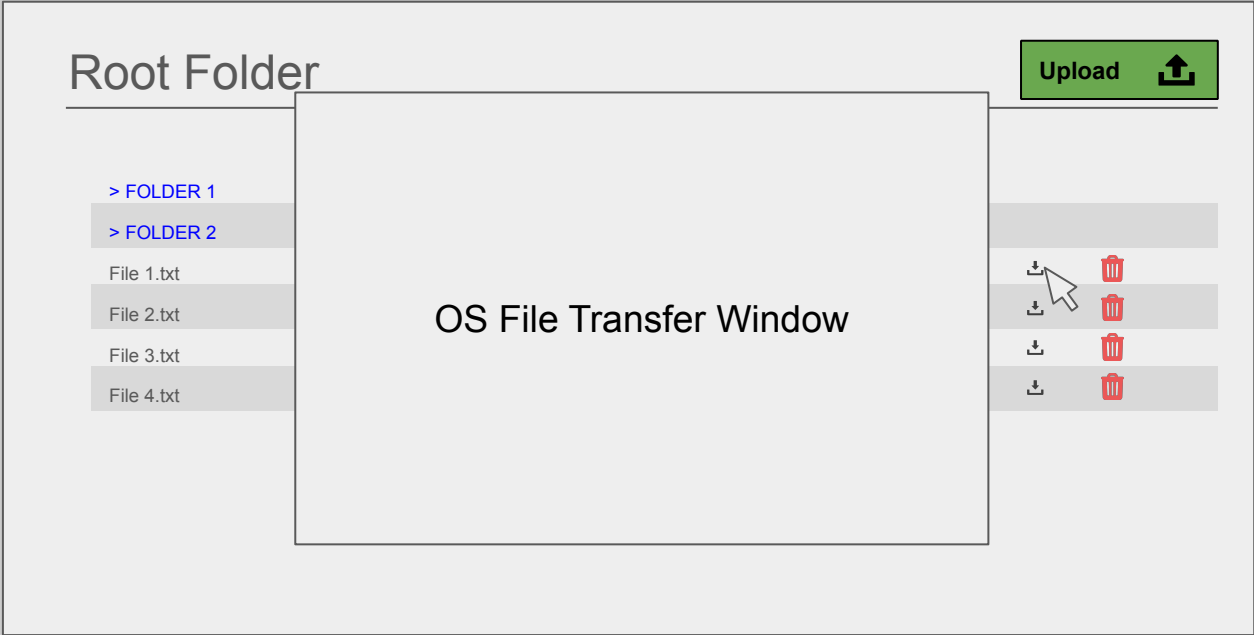 Root Folder
Upload
> FOLDER 1
> FOLDER 2
File 1.txt
File 2.txt
File 3.txt
File 4.txt
OS File Transfer Window